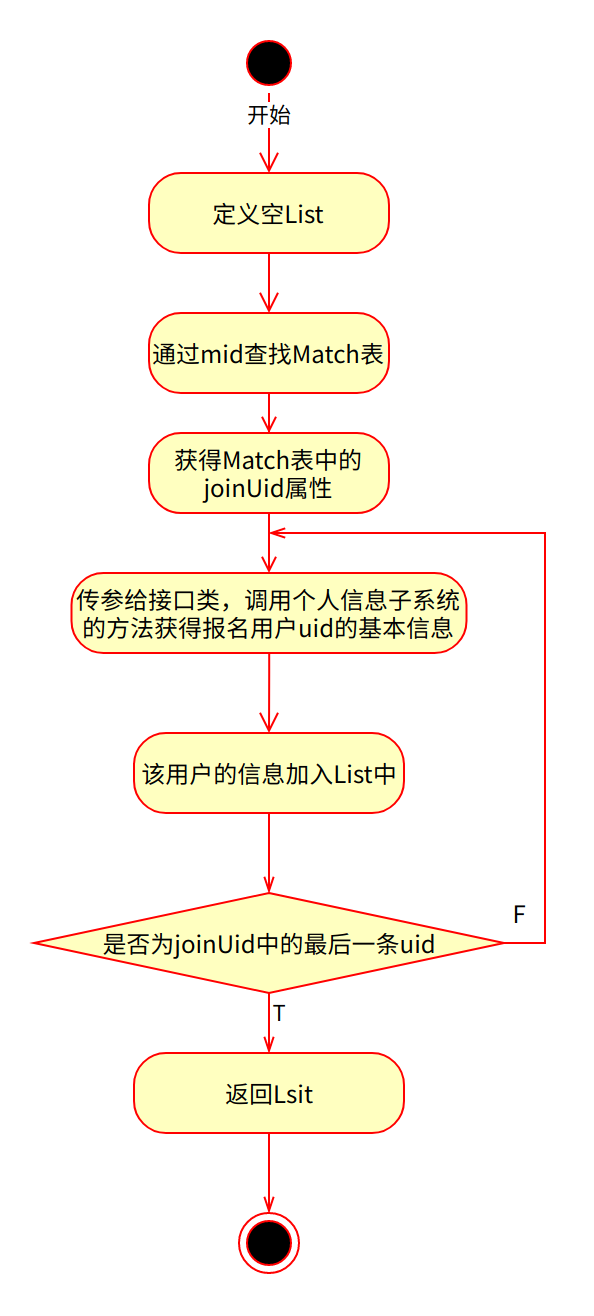 开始
定义空List
通过mid查找Match表
获得Match表中的
joinUid属性
传参给接口类，调用个人信息子系统
的方法获得报名用户uid的基本信息
该用户的信息加入List中
是否为joinUid中的最后一条uid
F
T
返回Lsit